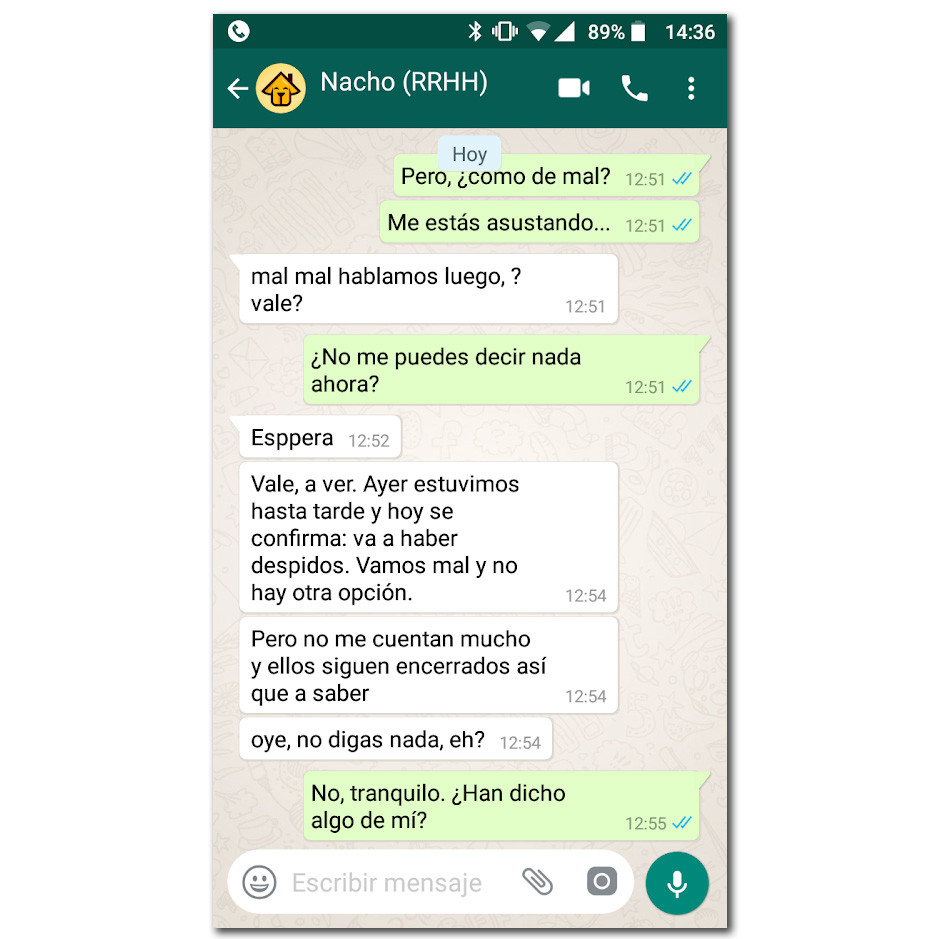 89% 14:36
Nacho (RRHH)
Hoy
Pero, ¿como de mal? 12:51
Me estás asustando... 12:51
mal mal hablamos luego, ?
vale? 12:51
¿No me puedes decir nada
ahora? 12:51
Esppera 12:52
Vale, a ver. Ayer estuvimos
hasta tarde y hoy se
confirma: va a haber
despidos. Vamos mal y no
hay otra opción. 12:54
Pero no me cuentan mucho
y ellos siguen encerrados así
que a saber 12:54
oye, no digas nada, eh? 12:54
No, tranquilo. ¿Han dicho
algo de mí? 12:55
Escribir mensaje